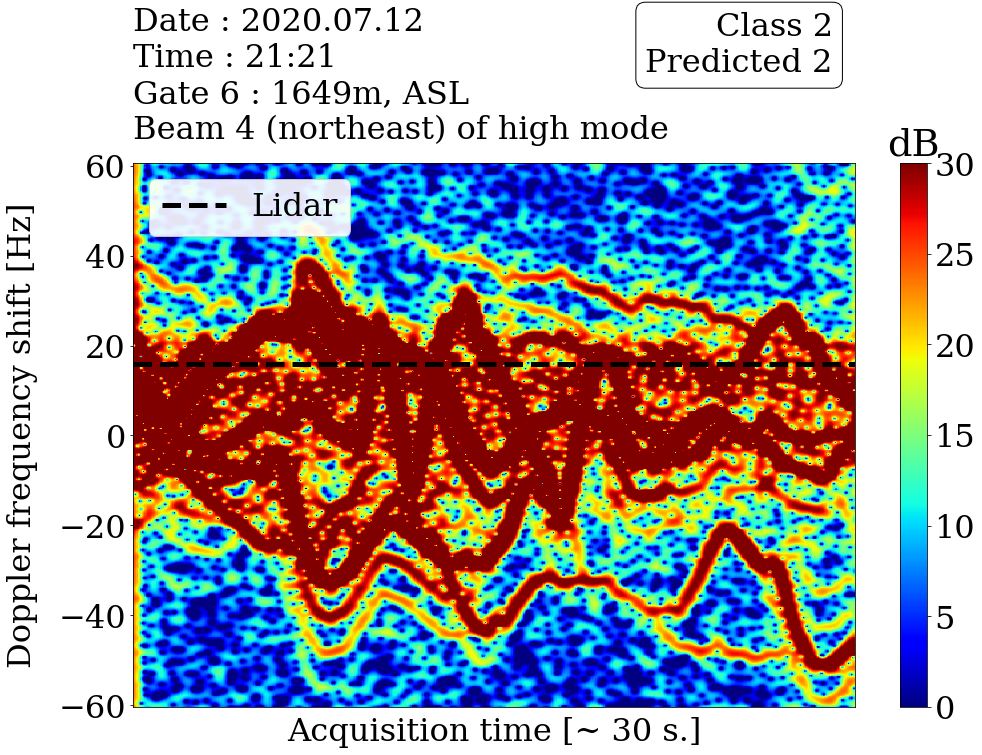 Date : 2020.07.12
Time : 21:21
Gate 6 : 1649m, ASL
Beam 4 (northeast) of high mode
Class 2
Predicted 2
dB
Doppler frequency shift [Hz]
60
40
20
0
−20
−40
−60
Lidar
30
25
20
15
10
5
0
Acquisition time [~ 30 s.]